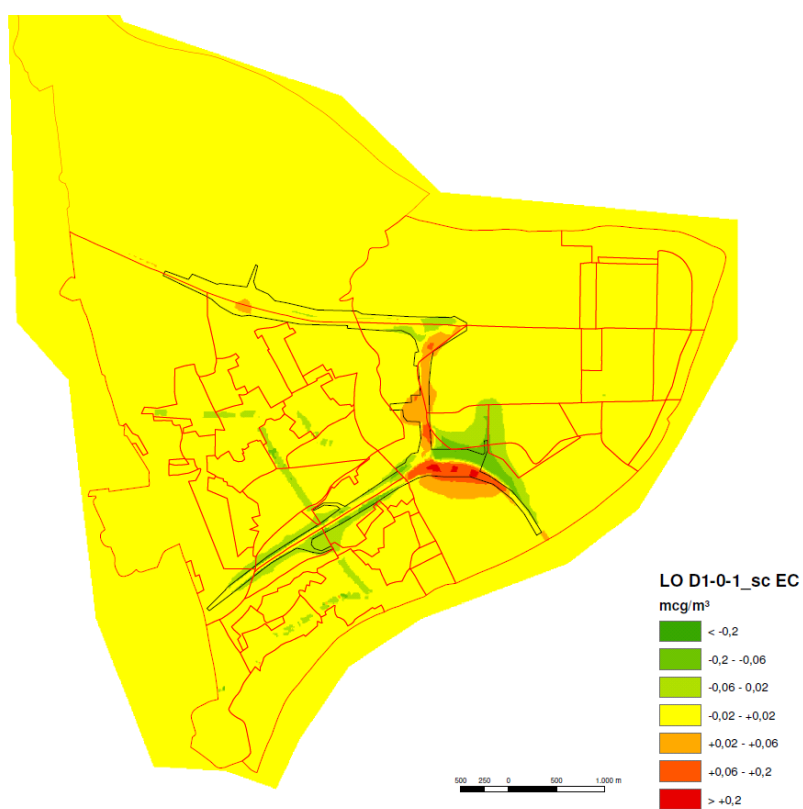 LO D1-0-1_sc EC
mcg/m³
< -0,2
-0,2 - -0,06
-0,06 - 0,02
-0,02 - +0,02
+0,02 - +0,06
+0,06 - +0,2
> +0,2
500 250 0 500 1.000 m